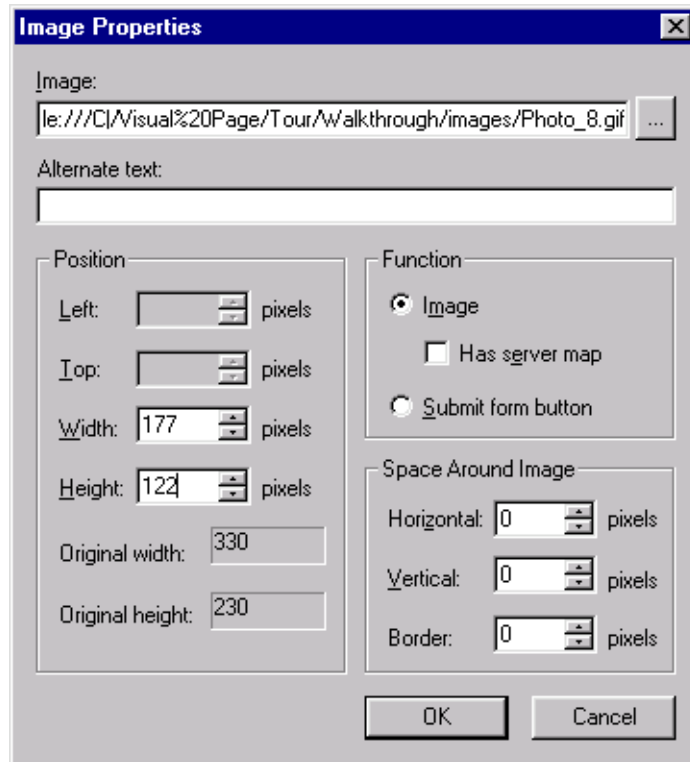 Image Properties
Image:
le:///C|/Visual%20Page/Tour/Walkthrough/images/Photo_8.gif ...
Alternate text:
Position
Left: pixels
Top: pixels
Width: 177 pixels
Height: 122 pixels
Original width: 330
Original height: 230
Function
Image
Has server map
Submit form button
Space Around Image
Horizontal: 0 pixels
Vertical: 0 pixels
Border: 0 pixels
OK Cancel